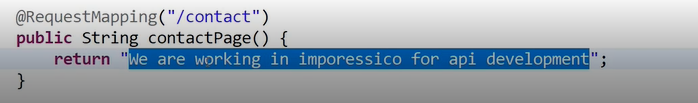 @RequestMapping("/contact")
public String contactPage() {
return "We are working in imporessico for api development";
}